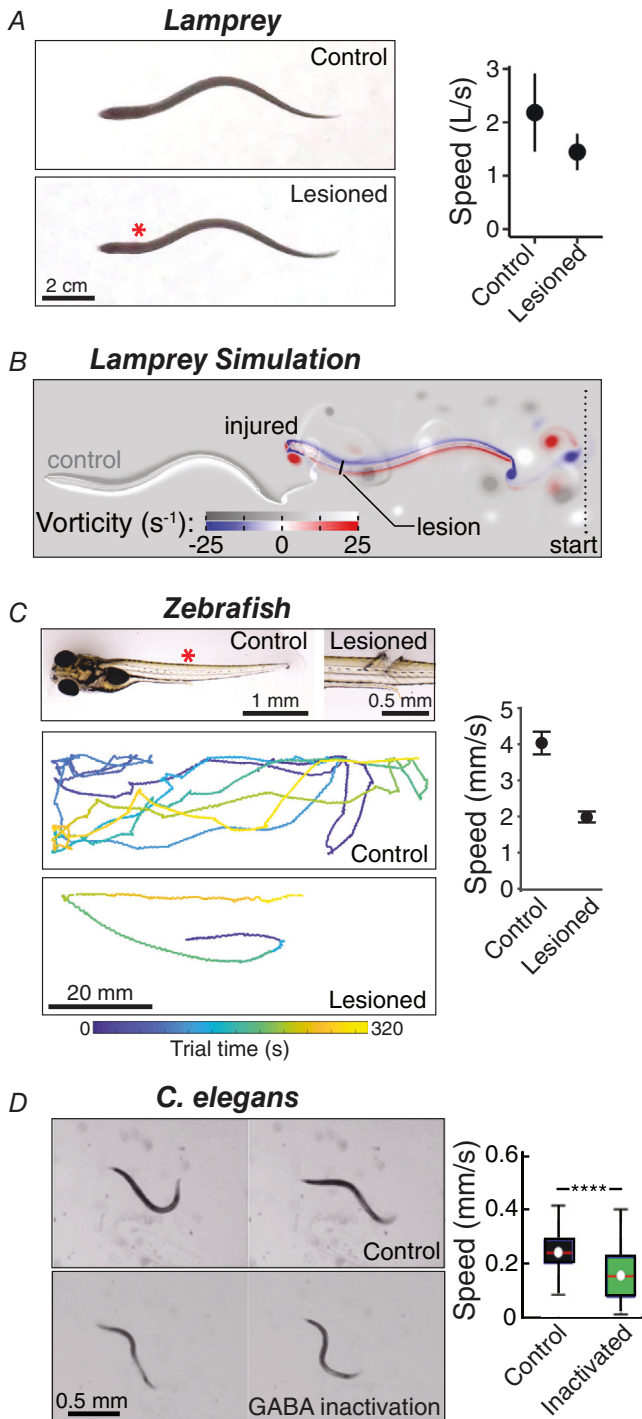 A
Lamprey
Control
Lesioned
*
2 cm
Speed (L/s)
3
2
1
0
Control
Lesioned
B
Lamprey Simulation
injured
control
Vorticity (s-1):
-25 0 25
lesion
start
C
Zebrafish
Control
*
1 mm
Lesioned
0.5 mm
Control
Lesioned
20 mm
0 320
Trial time (s)
Speed (mm/s)
5
4
3
2
1
0
Control
Lesioned
D
C. elegans
Control
GABA inactivation
0.5 mm
Speed (mm/s)
0.6
0.4
0.2
0
****
Control
Inactivated